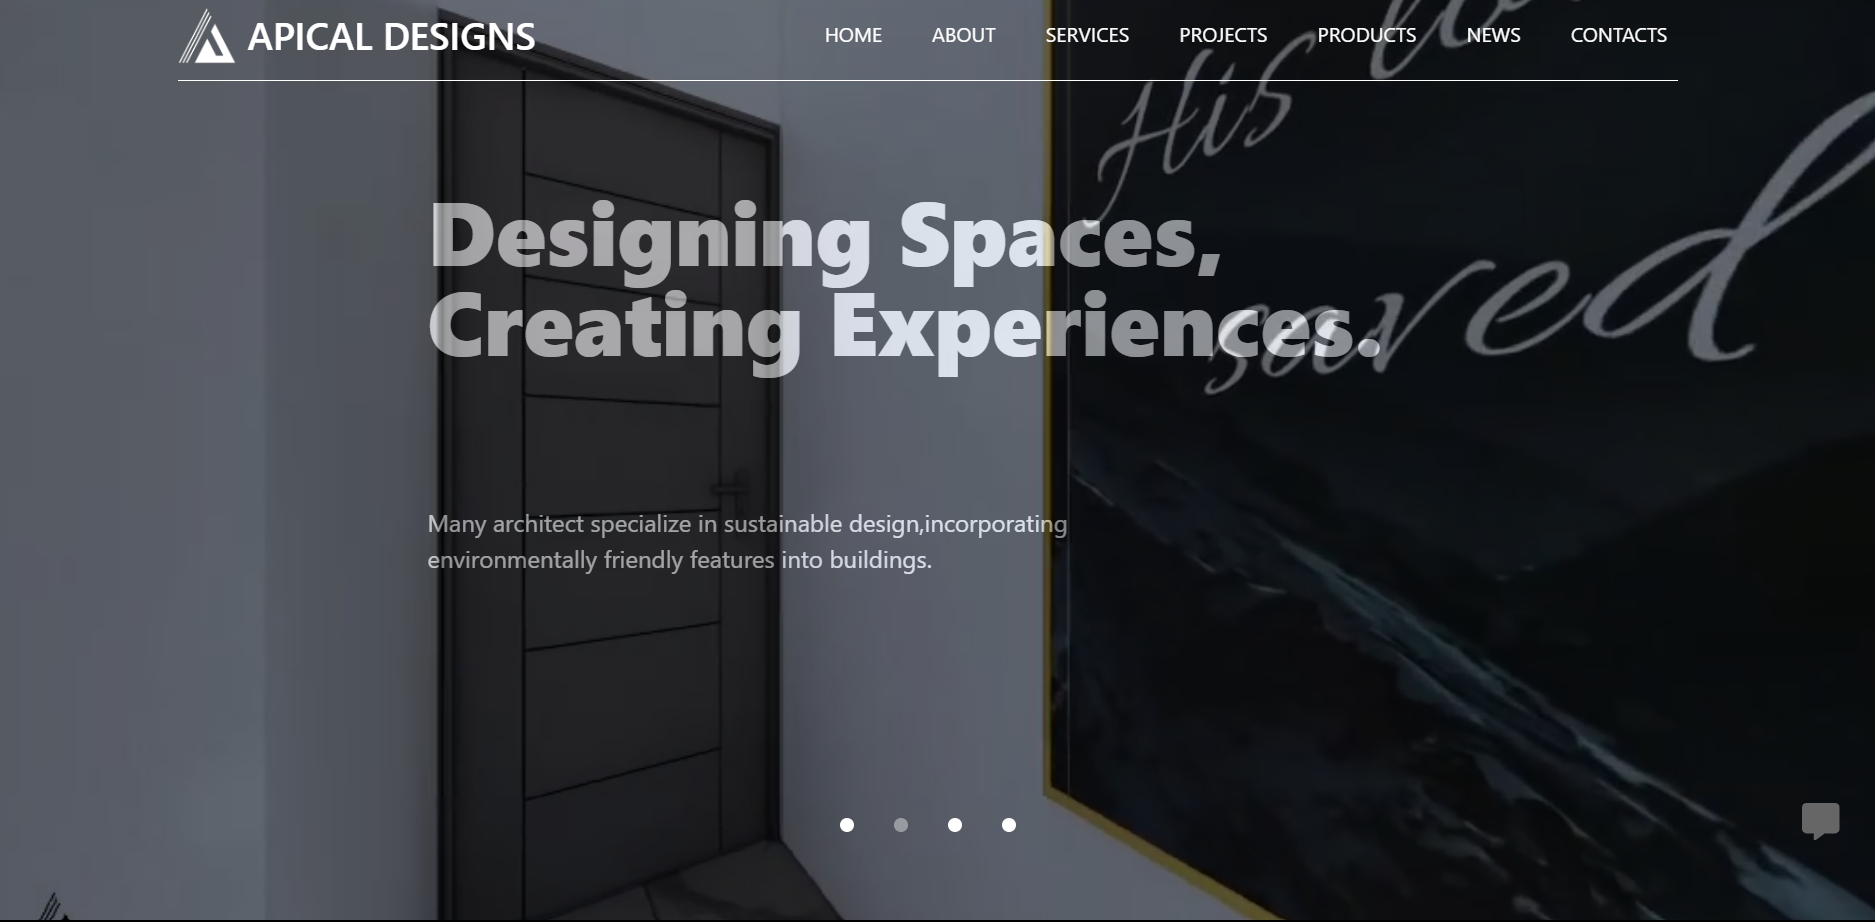 APICAL DESIGNS
HOME ABOUT SERVICES PROJECTS PRODUCTS NEWS CONTACTS
His
Designing Spaces,
Creating Experiences.
saved
Many architect specialize in sustainable design,incorporating
environmentally friendly features into buildings.